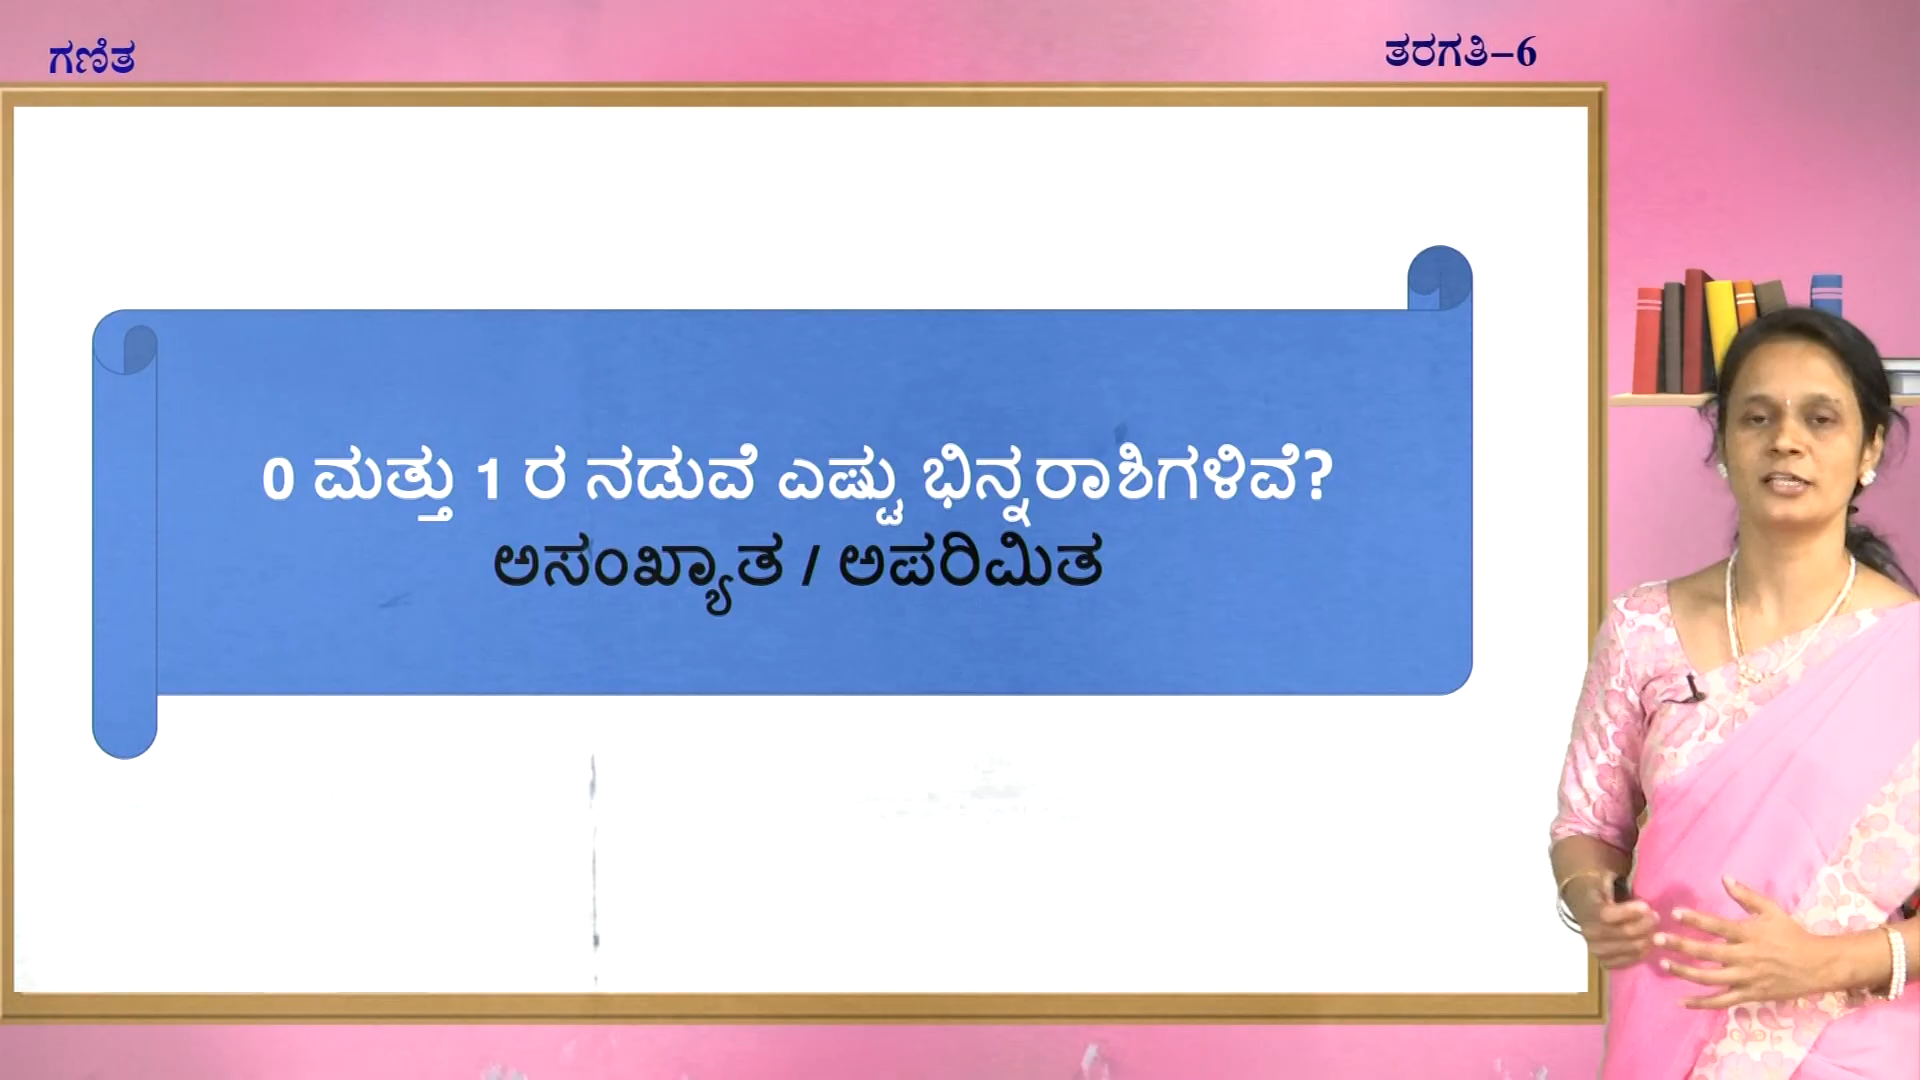 ಗಣಿತ
ತರಗತಿ–6
0 ಮತ್ತು 1 ರ ನಡುವೆ ಎಷ್ಟು ಭಿನ್ನರಾಶಿಗಳಿವೆ?
ಅಸಂಖ್ಯಾತ / ಅಪರಿಮಿತ